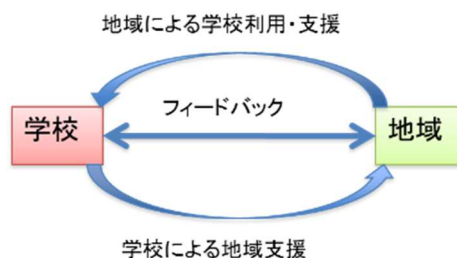 地域による学校利用・支援
フィードバック
学校
地域
学校による地域支援